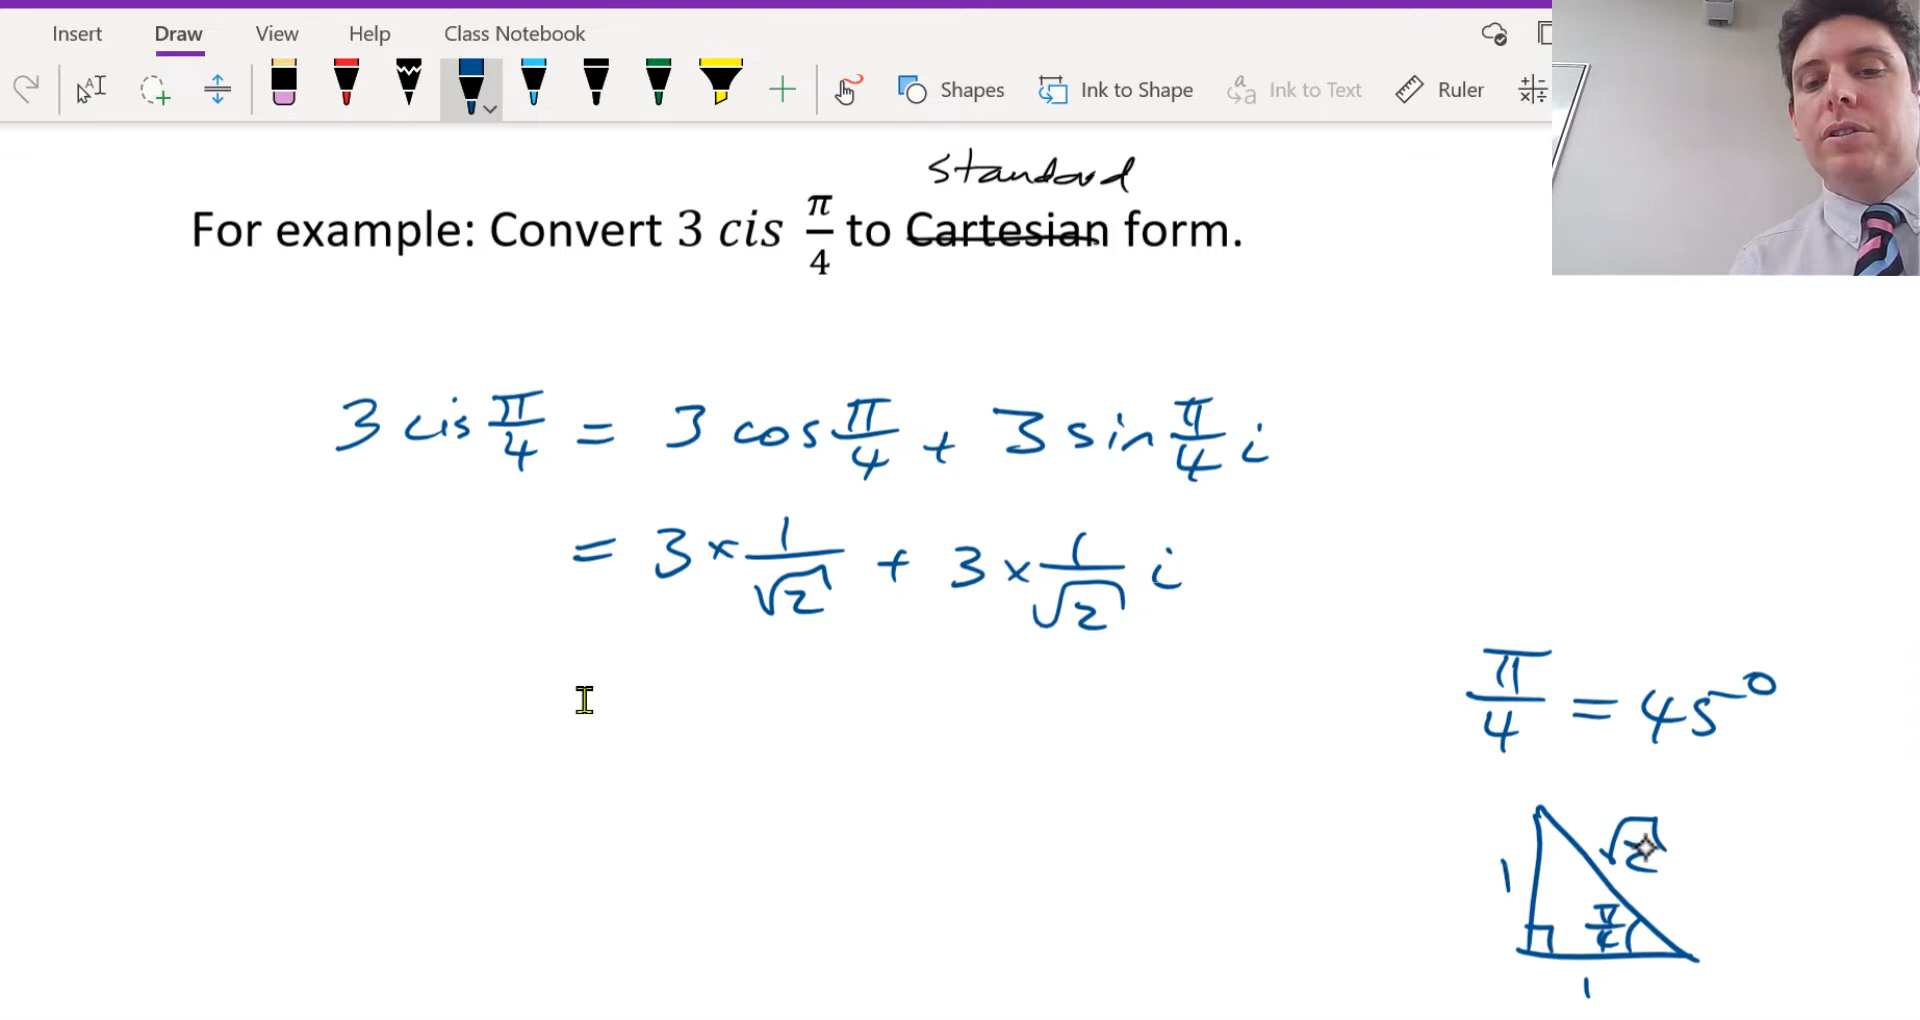 Insert Draw View Help Class Notebook
Shapes Ink to Shape Ink to Text Ruler
standard
For example: Convert 3 cis π/4 to Cartesian form.
3 cis π/4 = 3 cos π/4 + 3 sin π/4 i
= 3 × 1/√2 + 3 × 1/√2 i
π/4 = 45°
√2
1
π/4
1